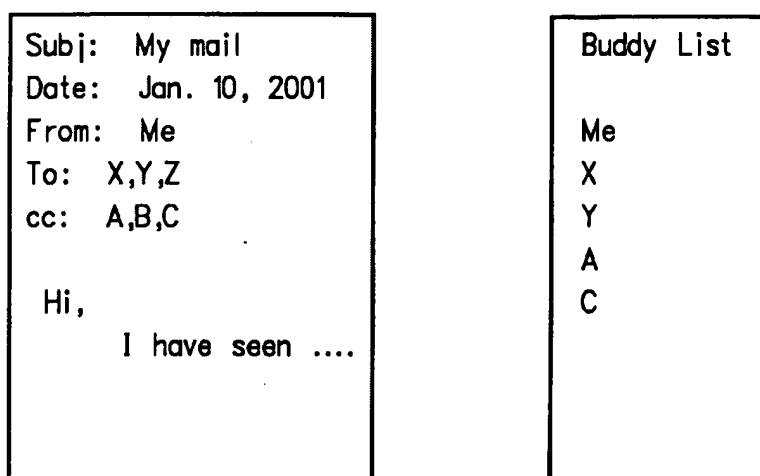 Subj: My mail
Date: Jan. 10, 2001
From: Me
To: X,Y,Z
cc: A,B,C
Hi,
I have seen ....
Buddy List
Me
X
Y
A
C